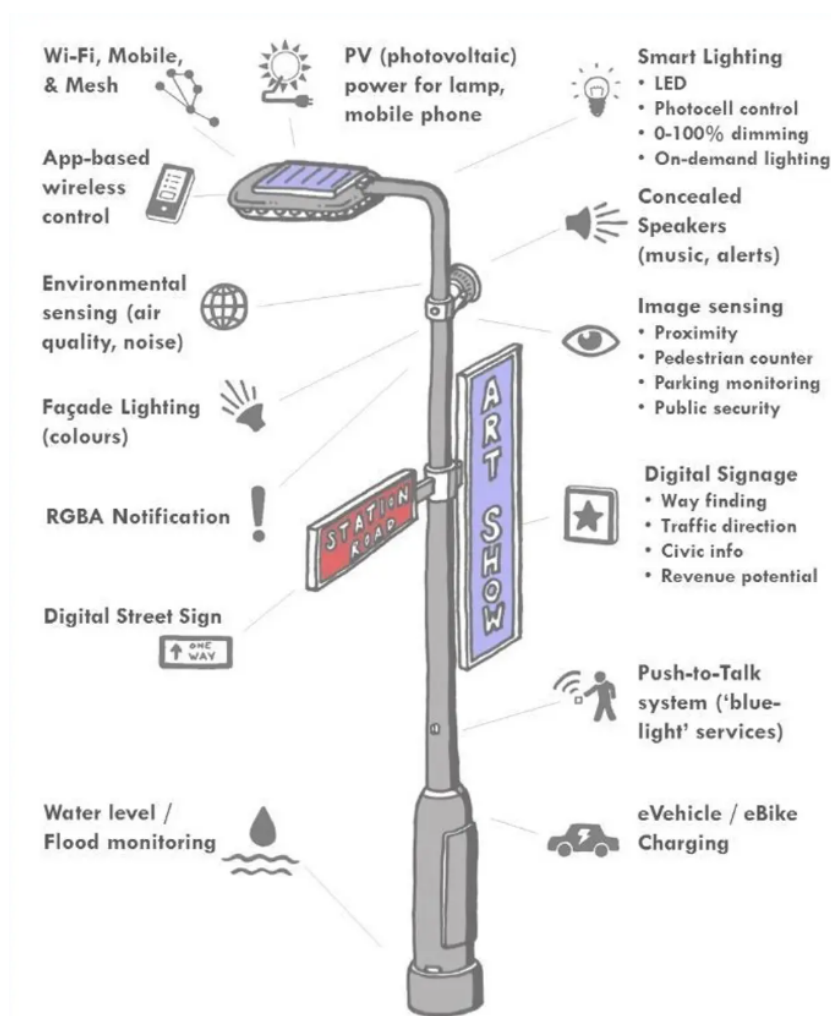 Wi-Fi, Mobile,
& Mesh
PV (photovoltaic)
power for lamp,
mobile phone
Smart Lighting
• LED
• Photocell control
• 0-100% dimming
• On-demand lighting
App-based
wireless
control
Concealed
Speakers
(music, alerts)
Environmental
sensing (air
quality, noise)
Image sensing
• Proximity
• Pedestrian counter
• Parking monitoring
• Public security
Façade Lighting
(colours)
ART SHOW
STATION
ROAD
RGBA Notification
Digital Signage
• Way finding
• Traffic direction
• Civic info
• Revenue potential
Digital Street Sign
ONE
WAY
Push-to-Talk
system (‘blue-
light’ services)
Water level /
Flood monitoring
eVehicle / eBike
Charging